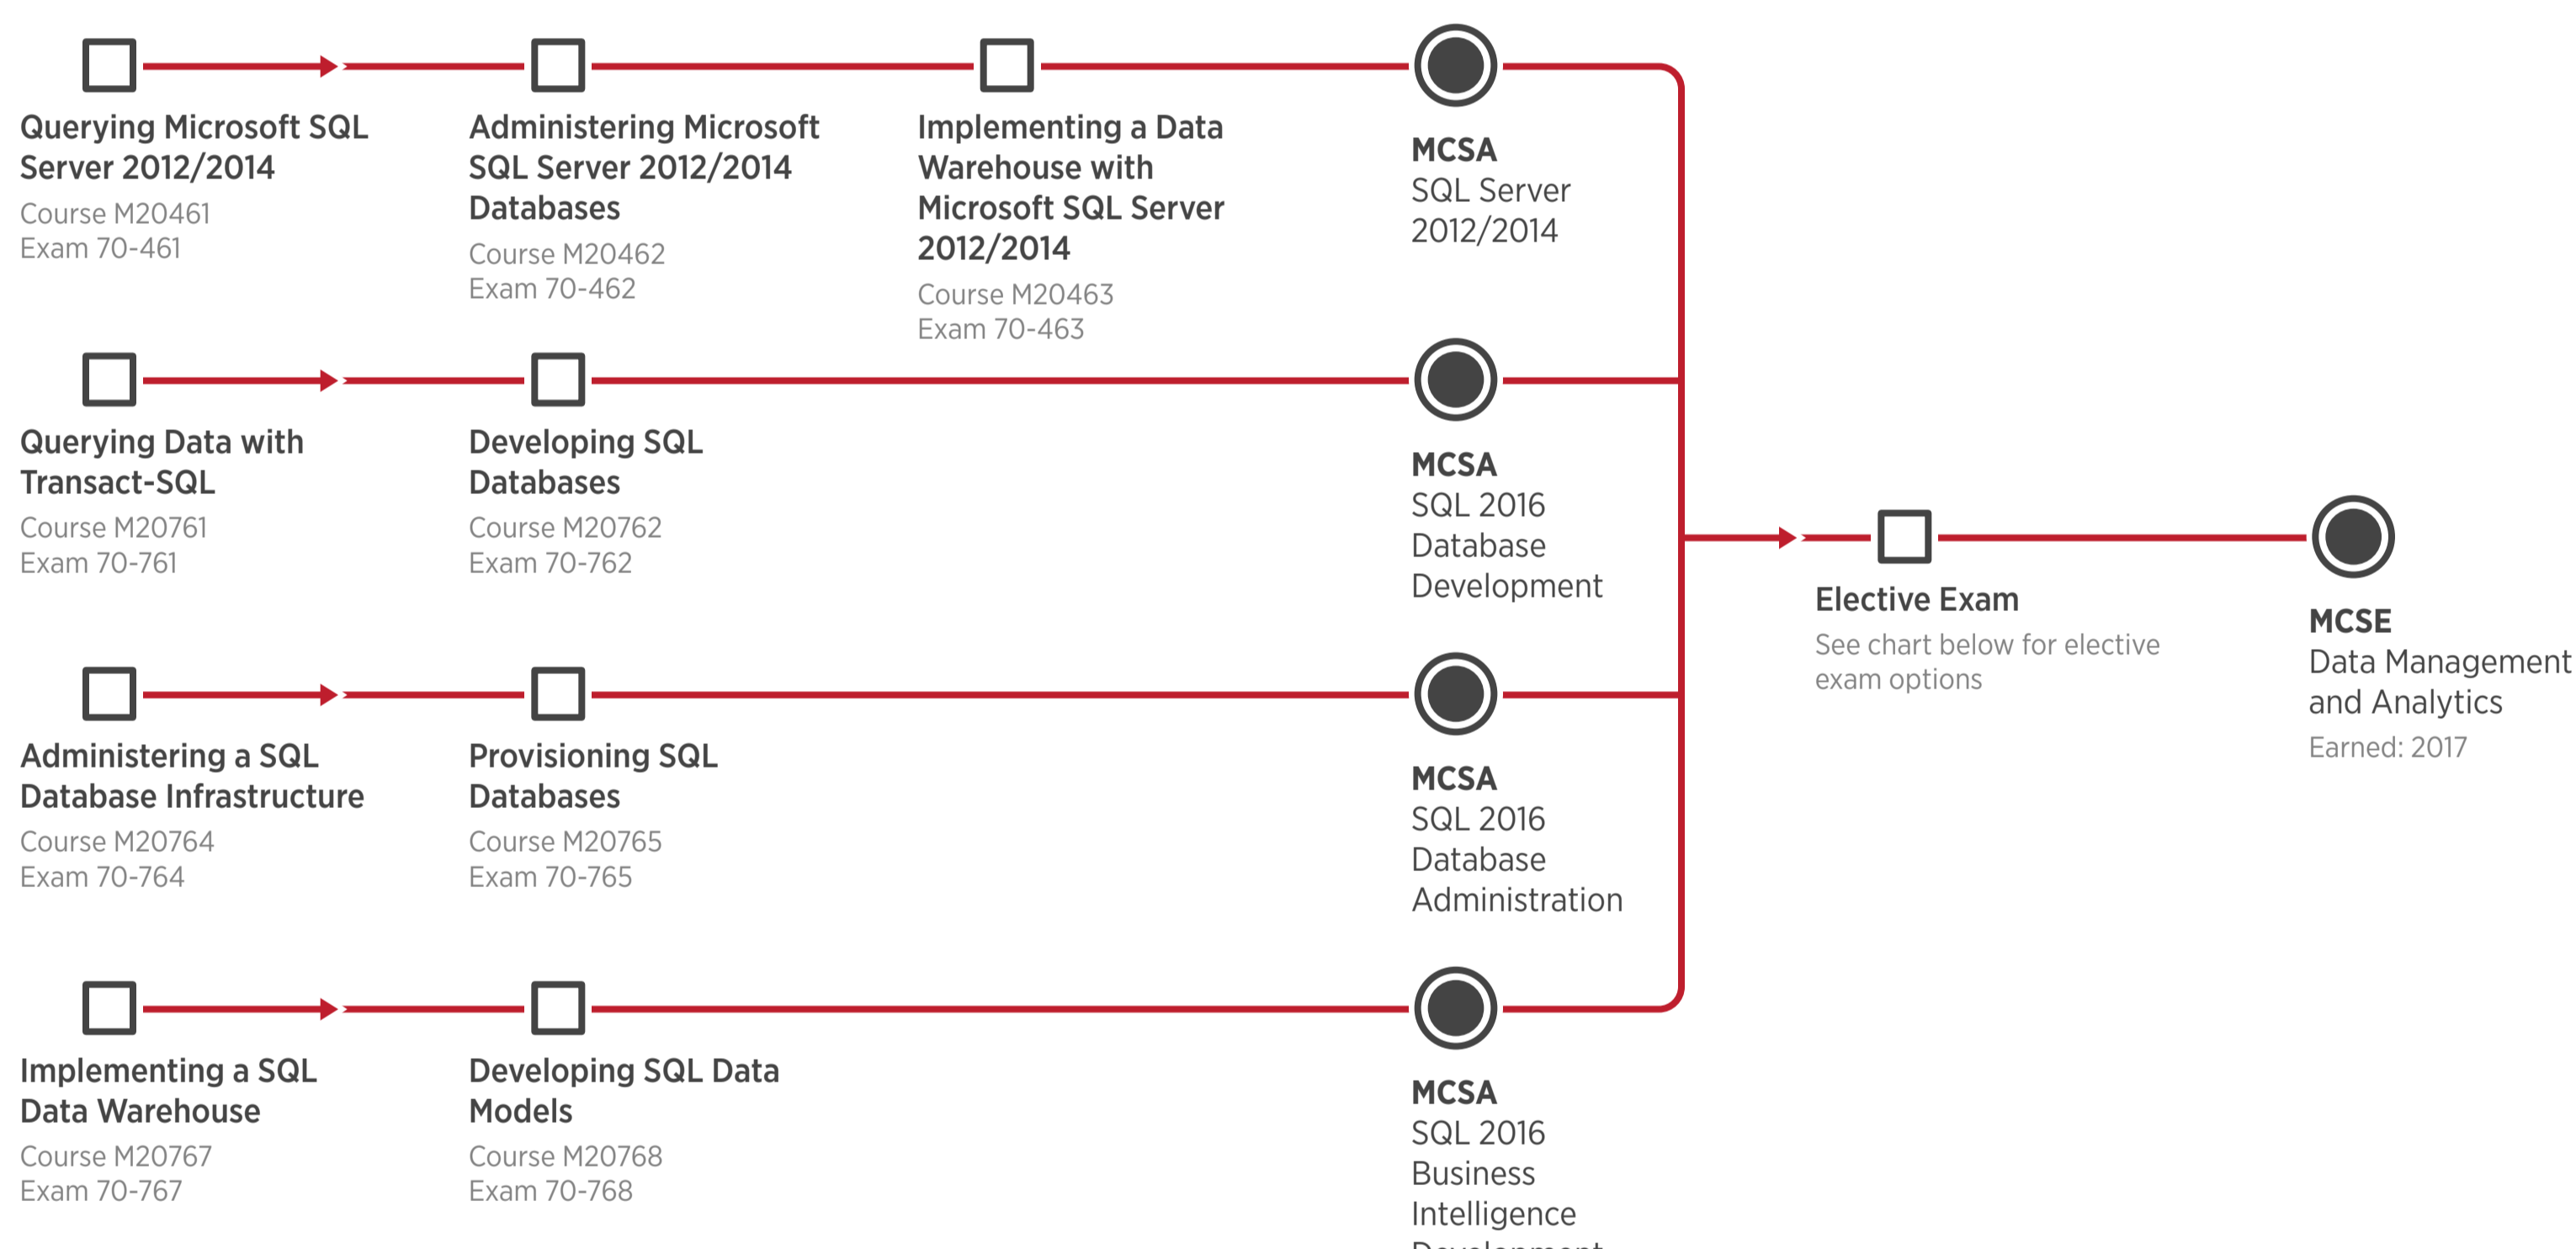 Querying Microsoft SQL
Server 2012/2014
Course M20461
Exam 70-461
Administering Microsoft
SQL Server 2012/2014
Databases
Course M20462
Exam 70-462
Implementing a Data
Warehouse with
Microsoft SQL Server
2012/2014
Course M20463
Exam 70-463
MCSA
SQL Server
2012/2014
Querying Data with
Transact-SQL
Course M20761
Exam 70-761
Developing SQL
Databases
Course M20762
Exam 70-762
MCSA
SQL 2016
Database
Development
Elective Exam
See chart below for elective
exam options
MCSE
Data Management
and Analytics
Earned: 2017
Administering a SQL
Database Infrastructure
Course M20764
Exam 70-764
Provisioning SQL
Databases
Course M20765
Exam 70-765
MCSA
SQL 2016
Database
Administration
Implementing a SQL
Data Warehouse
Course M20767
Exam 70-767
Developing SQL Data
Models
Course M20768
Exam 70-768
MCSA
SQL 2016
Business
Intelligence